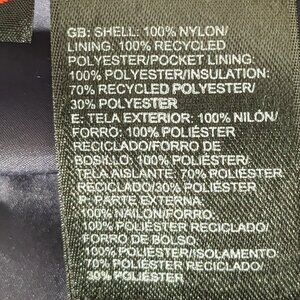 GB: SHELL: 100% NYLON/
LINING: 100% RECYCLED
POLYESTER/POCKET LINING:
100% POLYESTER/INSULATION:
70% RECYCLED POLYESTER/
30% POLYESTER
E: TELA EXTERIOR: 100% NILÓN/
FORRO: 100% POLIÉSTER
RECICLADO/FORRO DE
BOSILLO: 100% POLIÉSTER/
TELA AISLANTE: 70% POLIÉSTER
RECICLADO/30% POLIÉSTER
P: PARTE EXTERNA:
100% NAILON/FORRO:
100% POLIÉSTER RECICLADO/
FORRO DE BOLSO:
100% POLIÉSTER/ISOLAMENTO:
70% POLIÉSTER RECICLADO/
30% POLIÉSTER